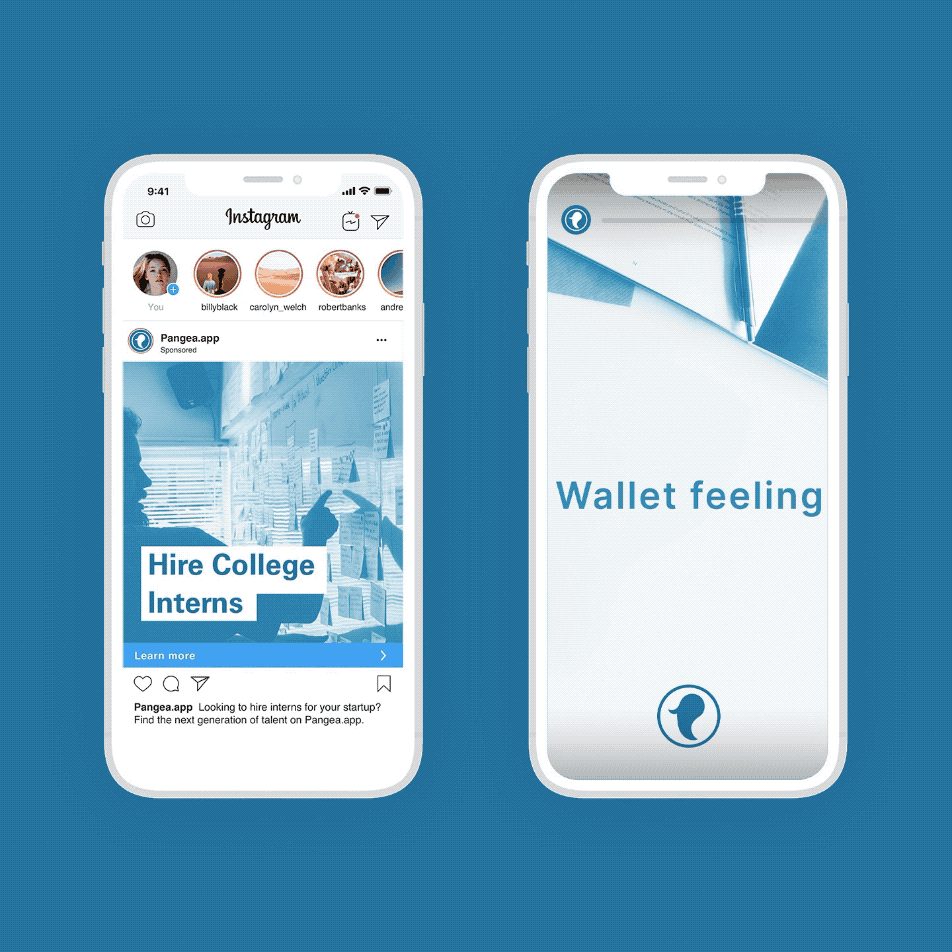 9:41
Instagram
You
billyblack
carolyn_welch
robertbanks
andre
Pangea.app
Sponsored
Hire College
Interns
Learn more
Pangea.app Looking to hire interns for your startup?
Find the next generation of talent on Pangea.app.
Wallet feeling